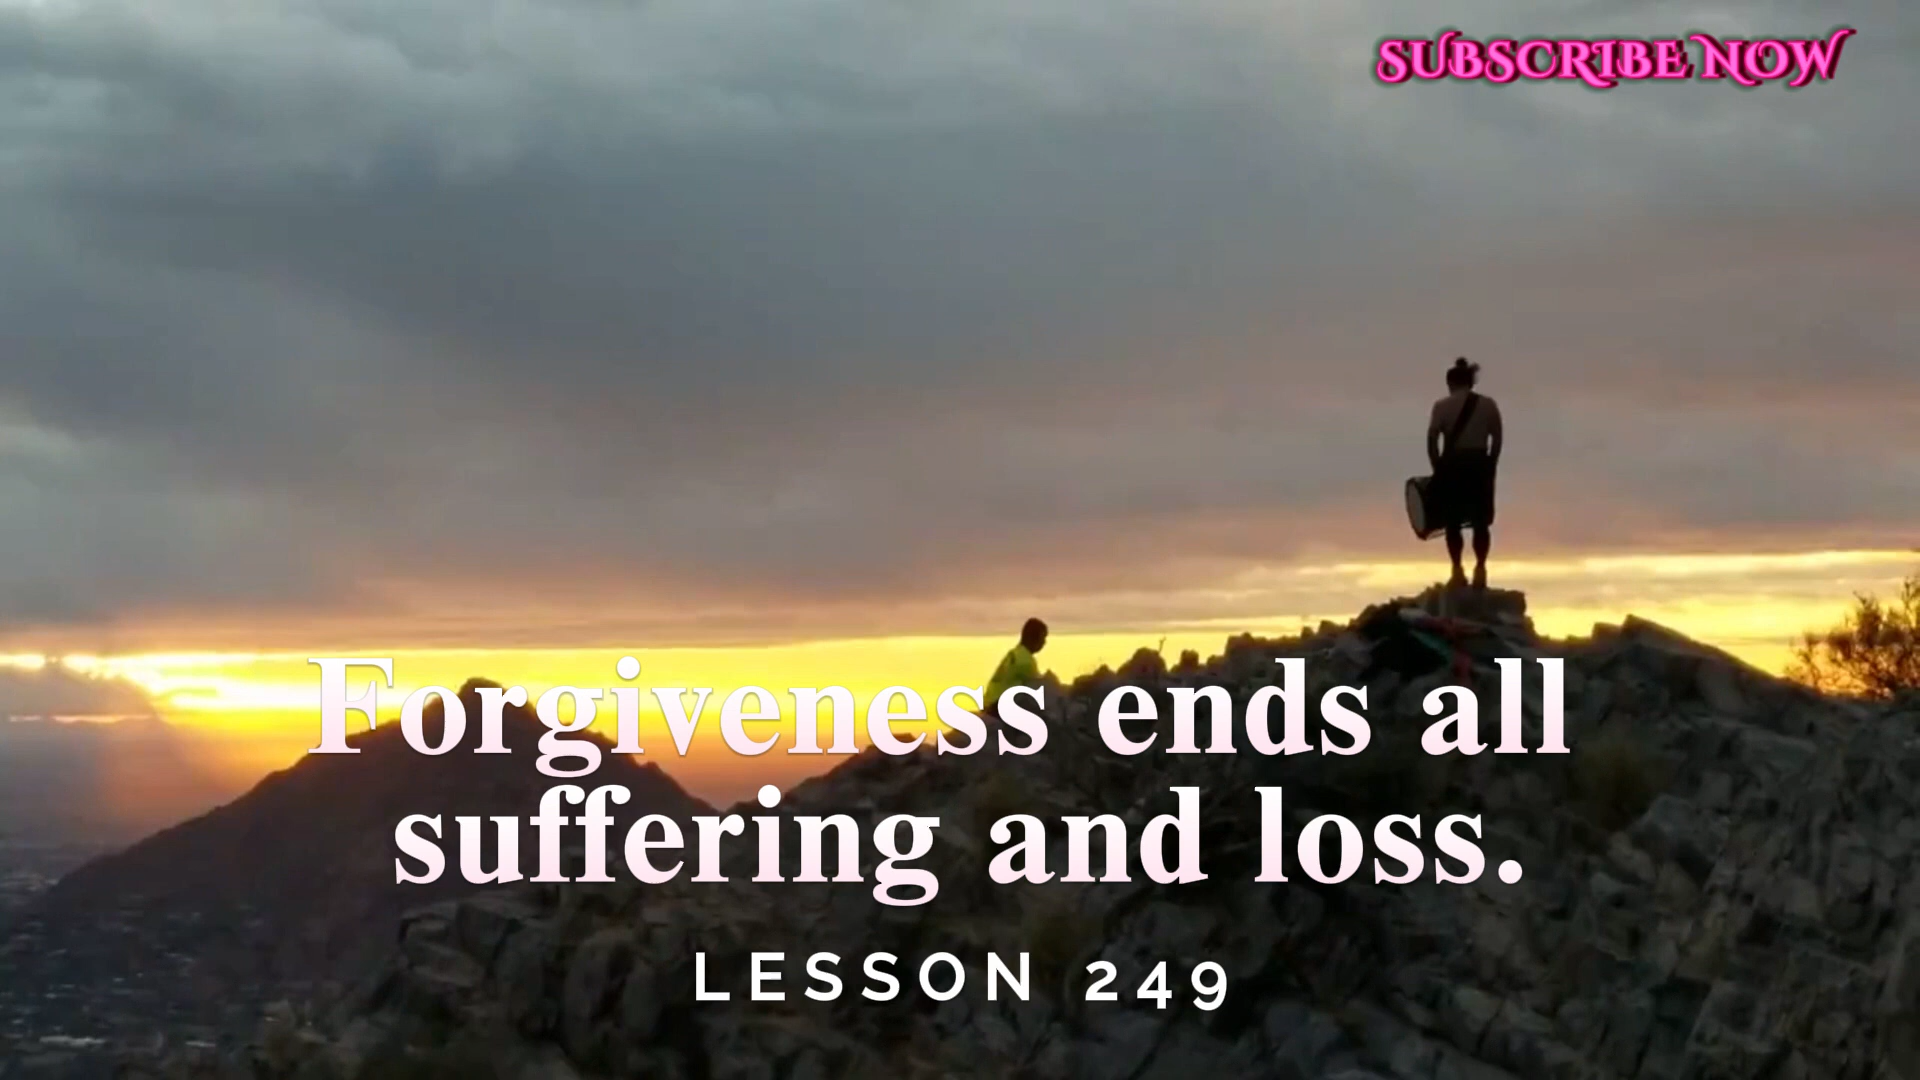 SUBSCRIBE NOW
Forgiveness ends all
suffering and loss.
LESSON 249